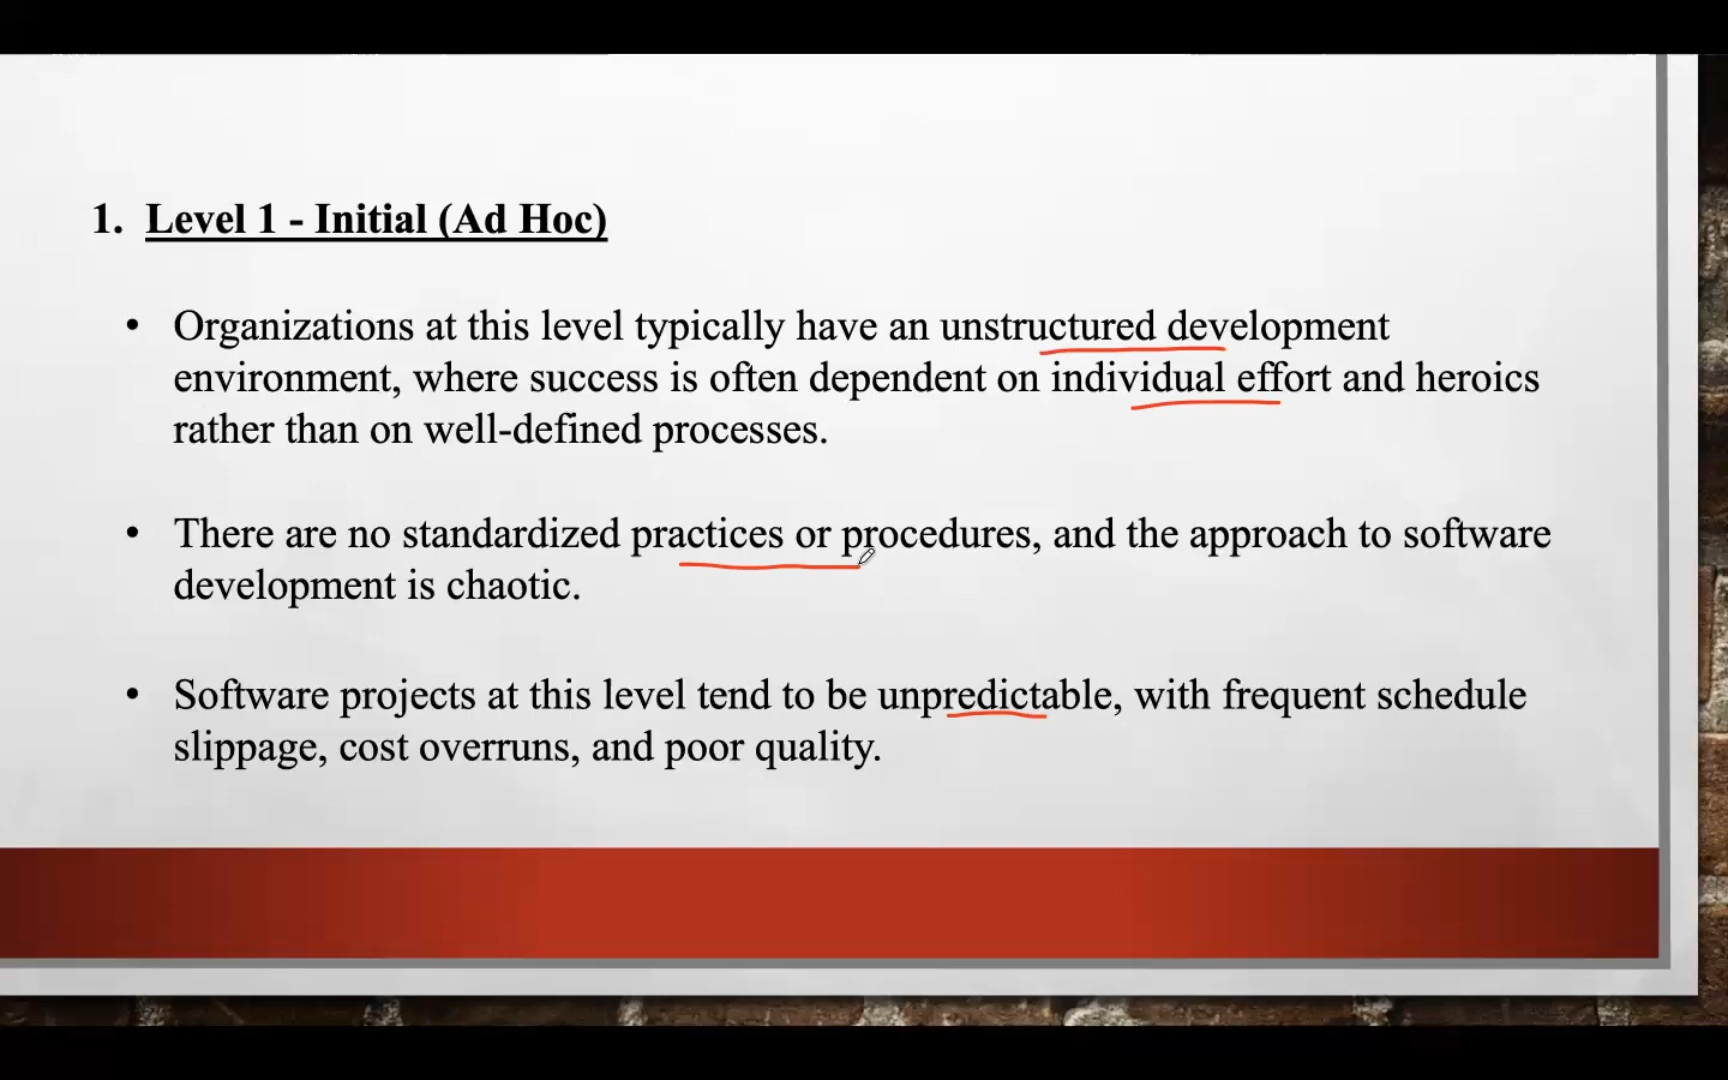 1. Level 1 - Initial (Ad Hoc)
• Organizations at this level typically have an unstructured development
environment, where success is often dependent on individual effort and heroics
rather than on well-defined processes.
• There are no standardized practices or procedures, and the approach to software
development is chaotic.
• Software projects at this level tend to be unpredictable, with frequent schedule
slippage, cost overruns, and poor quality.